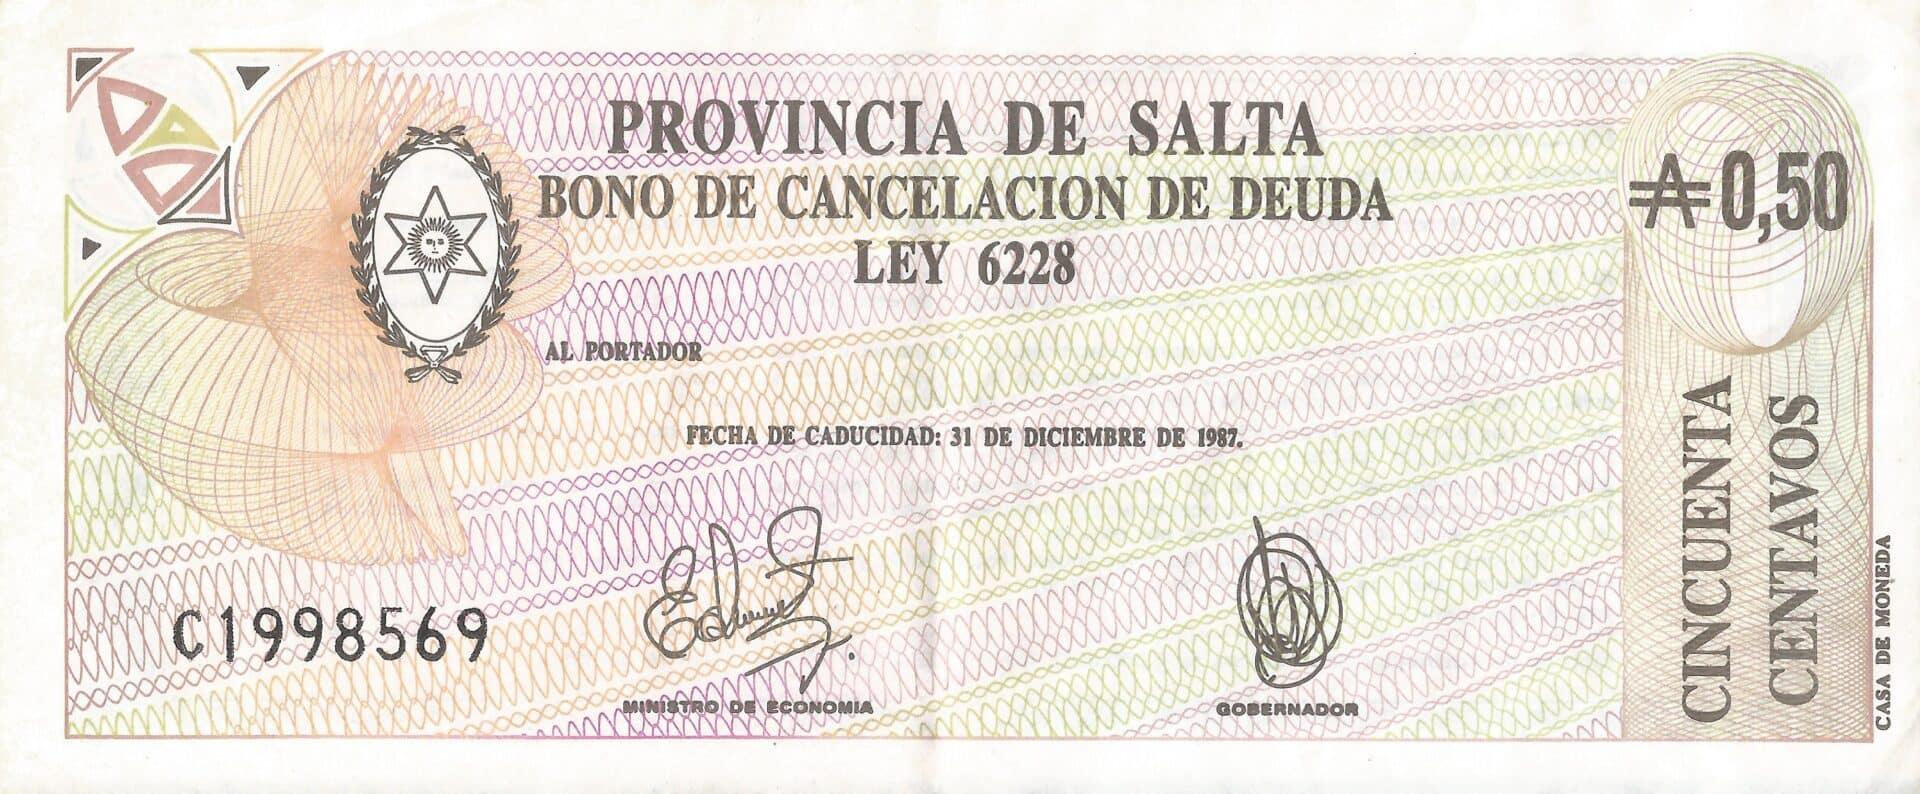 PROVINCIA DE SALTA
BONO DE CANCELACION DE DEUDA
LEY 6228
₳ 0,50
AL PORTADOR
FECHA DE CADUCIDAD: 31 DE DICIEMBRE DE 1987.
C1998569
MINISTRO DE ECONOMIA
GOBERNADOR
CINCUENTA
CENTAVOS
CASA DE MONEDA